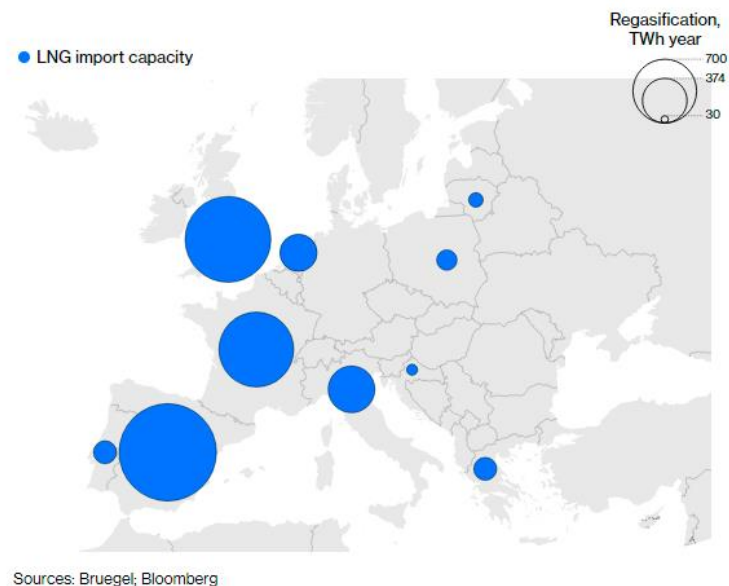 Regasification,
TWh year
LNG import capacity
700
374
30
Sources: Bruegel; Bloomberg